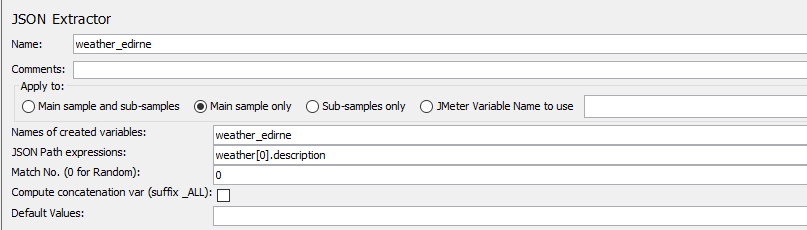 JSON Extractor
Name: weather_edirne
Comments:
Apply to:
Main sample and sub-samples Main sample only Sub-samples only JMeter Variable Name to use
Names of created variables: weather_edirne
JSON Path expressions: weather[0].description
Match No. (0 for Random): 0
Compute concatenation var (suffix _ALL):
Default Values: